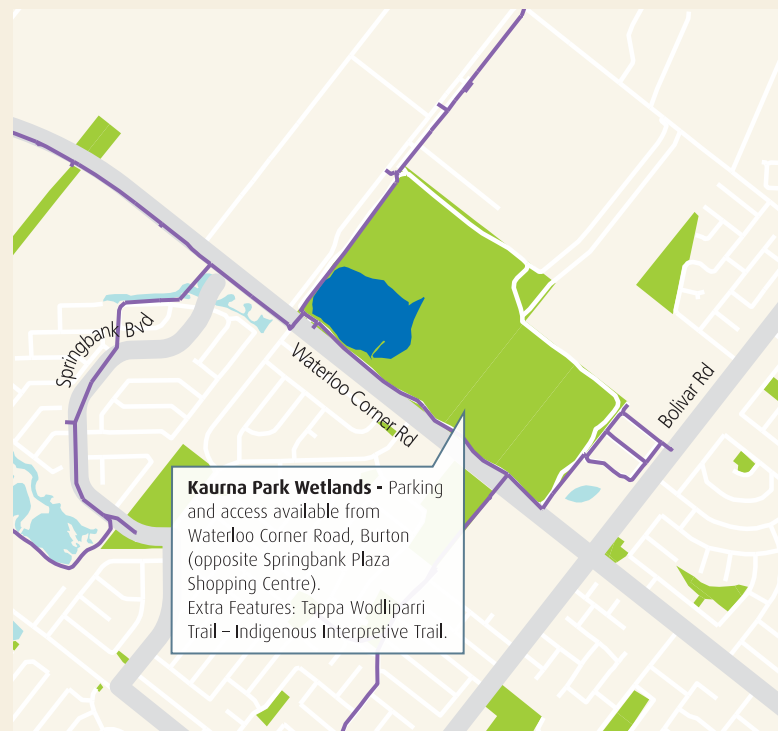 Springbank Bvd
Waterloo Corner Rd
Bolivar Rd
Kaurna Park Wetlands - Parking
and access available from
Waterloo Corner Road, Burton
(opposite Springbank Plaza
Shopping Centre).
Extra Features: Tappa Wodliparri
Trail – Indigenous Interpretive Trail.